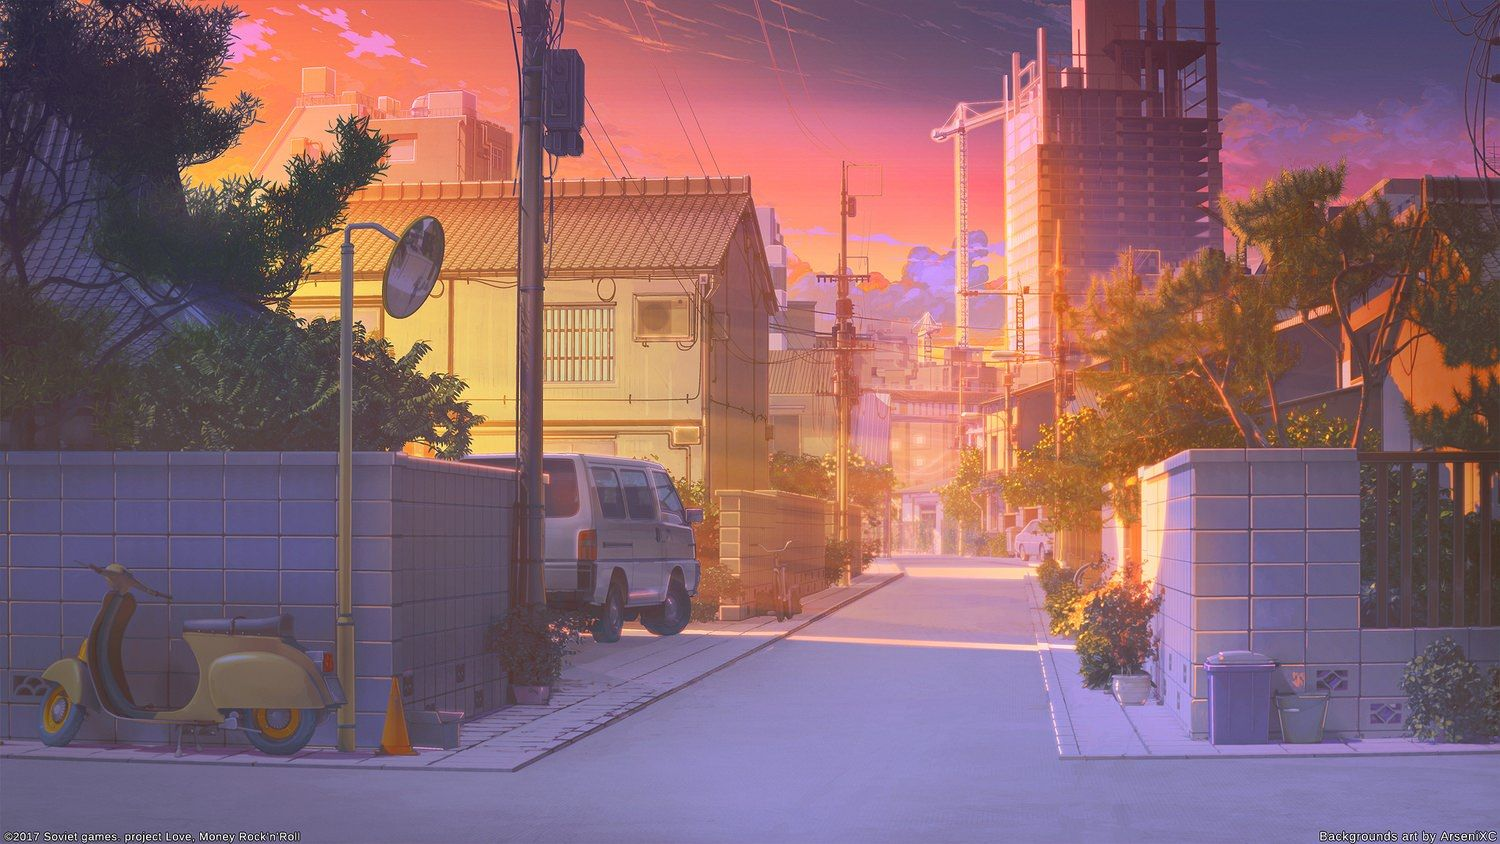 ©2017 Soviet games. project Love, Money Rock'n'Roll
Backgrounds art by ArseniXC